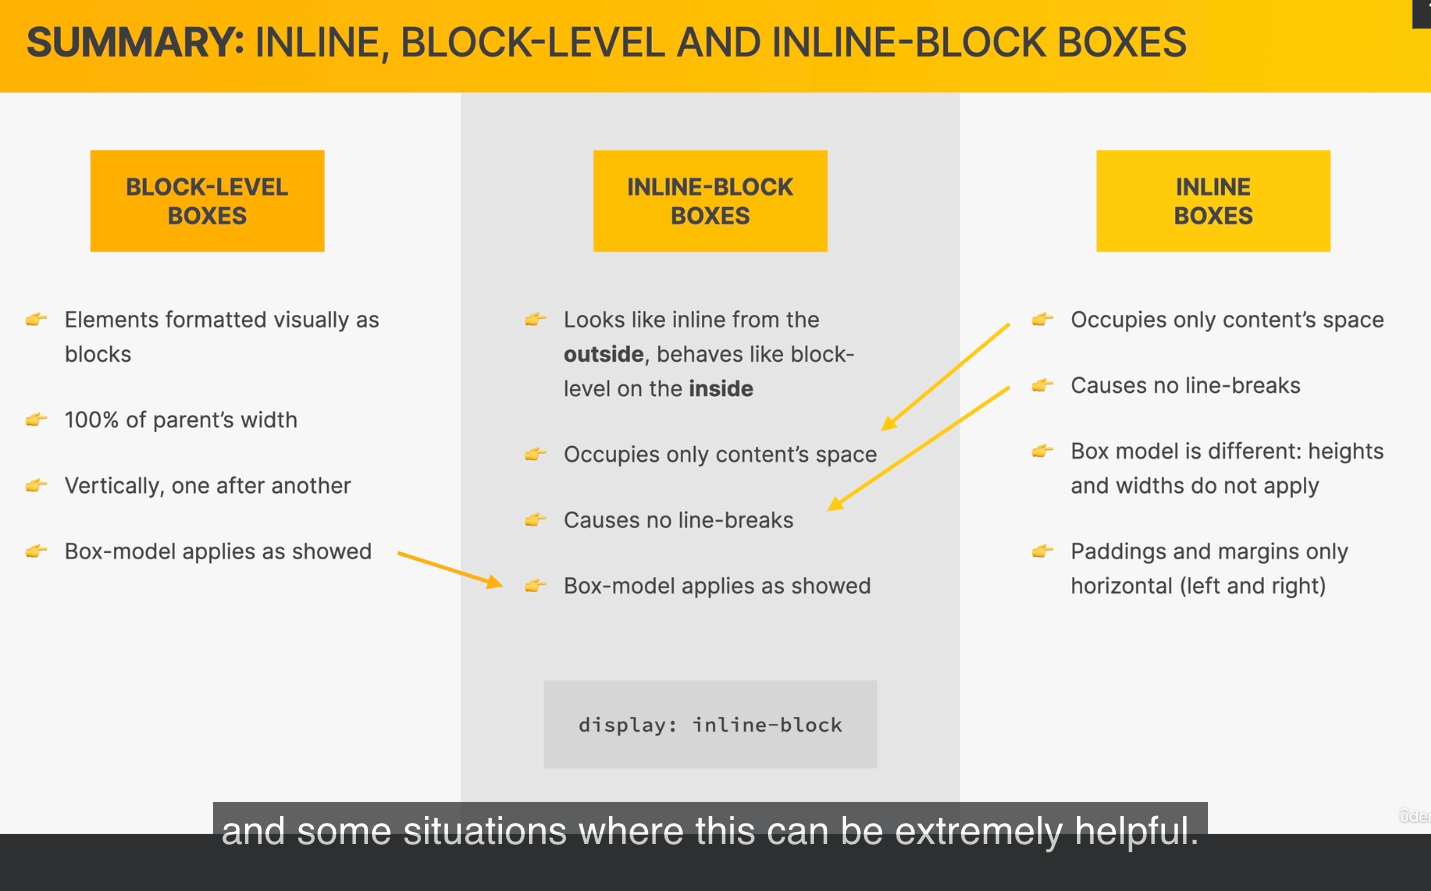 SUMMARY: INLINE, BLOCK-LEVEL AND INLINE-BLOCK BOXES
BLOCK-LEVEL
BOXES
Elements formatted visually as
blocks
100% of parent’s width
Vertically, one after another
Box-model applies as showed
INLINE-BLOCK
BOXES
Looks like inline from the
outside, behaves like block-
level on the inside
Occupies only content’s space
Causes no line-breaks
Box-model applies as showed
display: inline-block
INLINE
BOXES
Occupies only content’s space
Causes no line-breaks
Box model is different: heights
and widths do not apply
Paddings and margins only
horizontal (left and right)
and some situations where this can be extremely helpful.